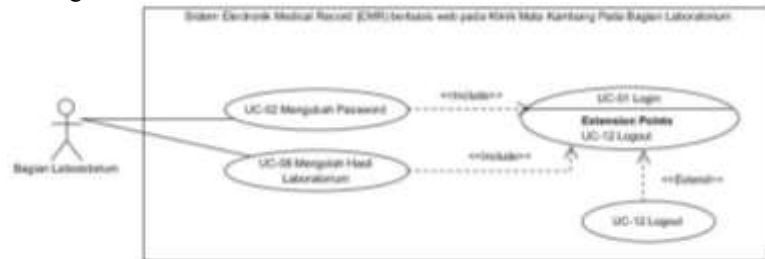 Sistem Electronik Medical Record (EMR) berbasis web pada Klinik Mata Kambang Pada Bagian Laboratorium
<<Include>>
UC-01 Login
UC-02 Mengubah Password
Extension Points
UC-12 Logout
Bagian Laboratorium
UC-08 Mengolah Hasil
Laboratorium
<<Include>>
<<Extend>>
UC-12 Logout